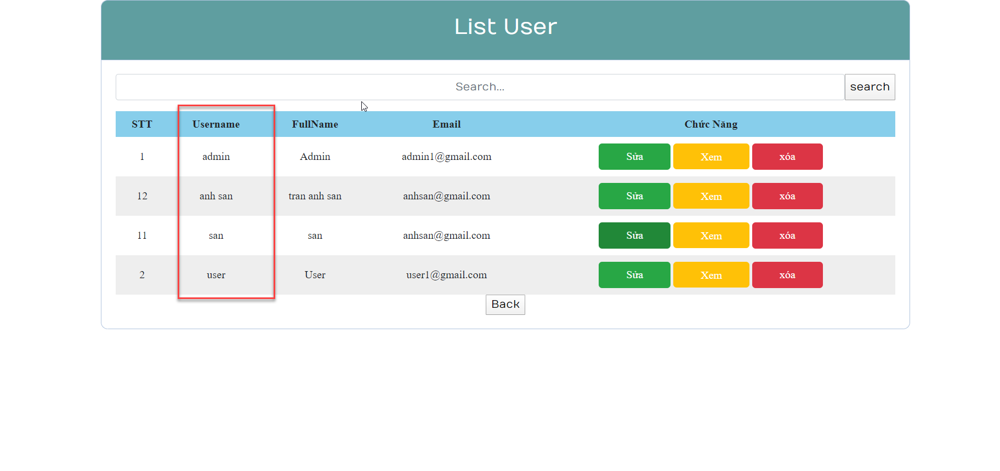 List User
Search... search
STT Username FullName Email Chức Năng
1 admin Admin admin1@gmail.com Sửa Xem xóa
12 anh san tran anh san anhsan@gmail.com Sửa Xem xóa
11 san san anhsan@gmail.com Sửa Xem xóa
2 user User user1@gmail.com Sửa Xem xóa
Back